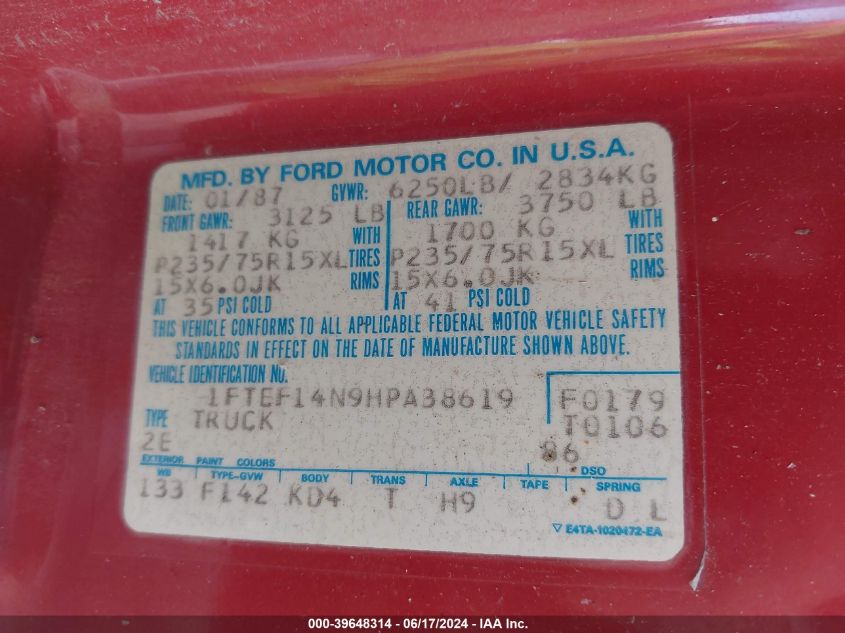 MFD. BY FORD MOTOR CO. IN U.S.A.
DATE: 01/87 GVWR: 6250LB/ 2834KG
FRONT GAWR: 3125 LB REAR GAWR: 3750 LB
1417 KG WITH 1700 KG WITH
P235/75R15XL TIRES P235/75R15XL TIRES
15X6.0JK RIMS 15X6.0JK RIMS
AT 35 PSI COLD AT 41 PSI COLD
THIS VEHICLE CONFORMS TO ALL APPLICABLE FEDERAL MOTOR VEHICLE SAFETY
STANDARDS IN EFFECT ON THE DATE OF MANUFACTURE SHOWN ABOVE.
VEHICLE IDENTIFICATION NO.
1FTEF14N9HPA38619 F0179
TYPE TRUCK T0106
2E 86
EXTERIOR PAINT COLORS DSO
WB TYPE-GVW BODY TRANS AXLE TAPE SPRING
133 F142 KD4 T H9 D L
▽ E4TA-1020472-EA
000-39648314 - 06/17/2024 - IAA Inc.